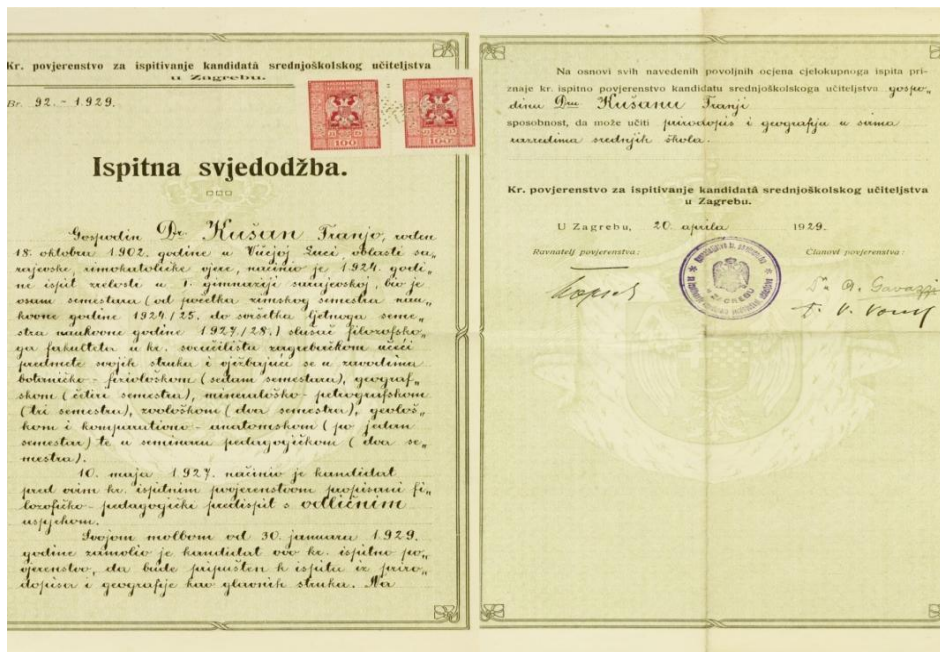 Kr. povjerenstvo za ispitivanje kandidatâ srednjoškolskog učiteljstva
u Zagrebu.
Br. 92. - 1929.
100
100
Ispitna svjedodžba.
Gospodin Dr. Kušan Franjo, rođen
18. oktobra 1902. godine u Vučjoj Luci, oblasti sa„
rajevske, rimokatoličke vjere, načinio je 1924. godi„
ne ispit zrelosti u I. gimnaziji sarajevskoj, bio je
osam semestara (od početka zimskog semestra nau„
kovne godine 1924/25. do svršetka ljetnoga seme„
stra naukovne godine 1927/28.) slušač filozofsko„
ga fakulteta u kr. sveučilištu zagrebačkom učeći
predmete svojih struka i vježbajući se u zavodima
botaničko - fiziološkom (sedam semestara), geograf„
skom (četiri semestra), mineraloško - petrografskom
(tri semestra), zoološkom (dva semestra), geološ„
kom i komparativno - anatomskom (po jedan
semestar) te u seminaru pedagogičkom (dva se„
mestra).
10. maja 1927. načinio je kandidat
pred ovim kr. ispitnim povjerenstvom propisani fi„
lozofičko - pedagogički predispit s odličnim
uspjehom.
Svojom molbom od 30. januara 1929.
godine zamolio je kandidat ovo kr. ispitno po„
vjerenstvo, da bude pripušten k ispitu iz priro„
dopisa i geografije kao glavnih struka. Na
Na osnovi svih navedenih povoljnih ocjena cjelokupnoga ispita pri-
znaje kr. ispitno povjerenstvo kandidatu srednjoškolskoga učiteljstva gospo„
dinu Dru Kušanu Franji
sposobnost, da može učiti prirodopis i geografiju u svima
razredima srednjih škola.
Kr. povjerenstvo za ispitivanje kandidatâ srednjoškolskog učiteljstva
u Zagrebu.
U Zagrebu, 20. aprila 1929.
Ravnatelj povjerenstva:
Članovi povjerenstva:
Dr. A. Gavazzi